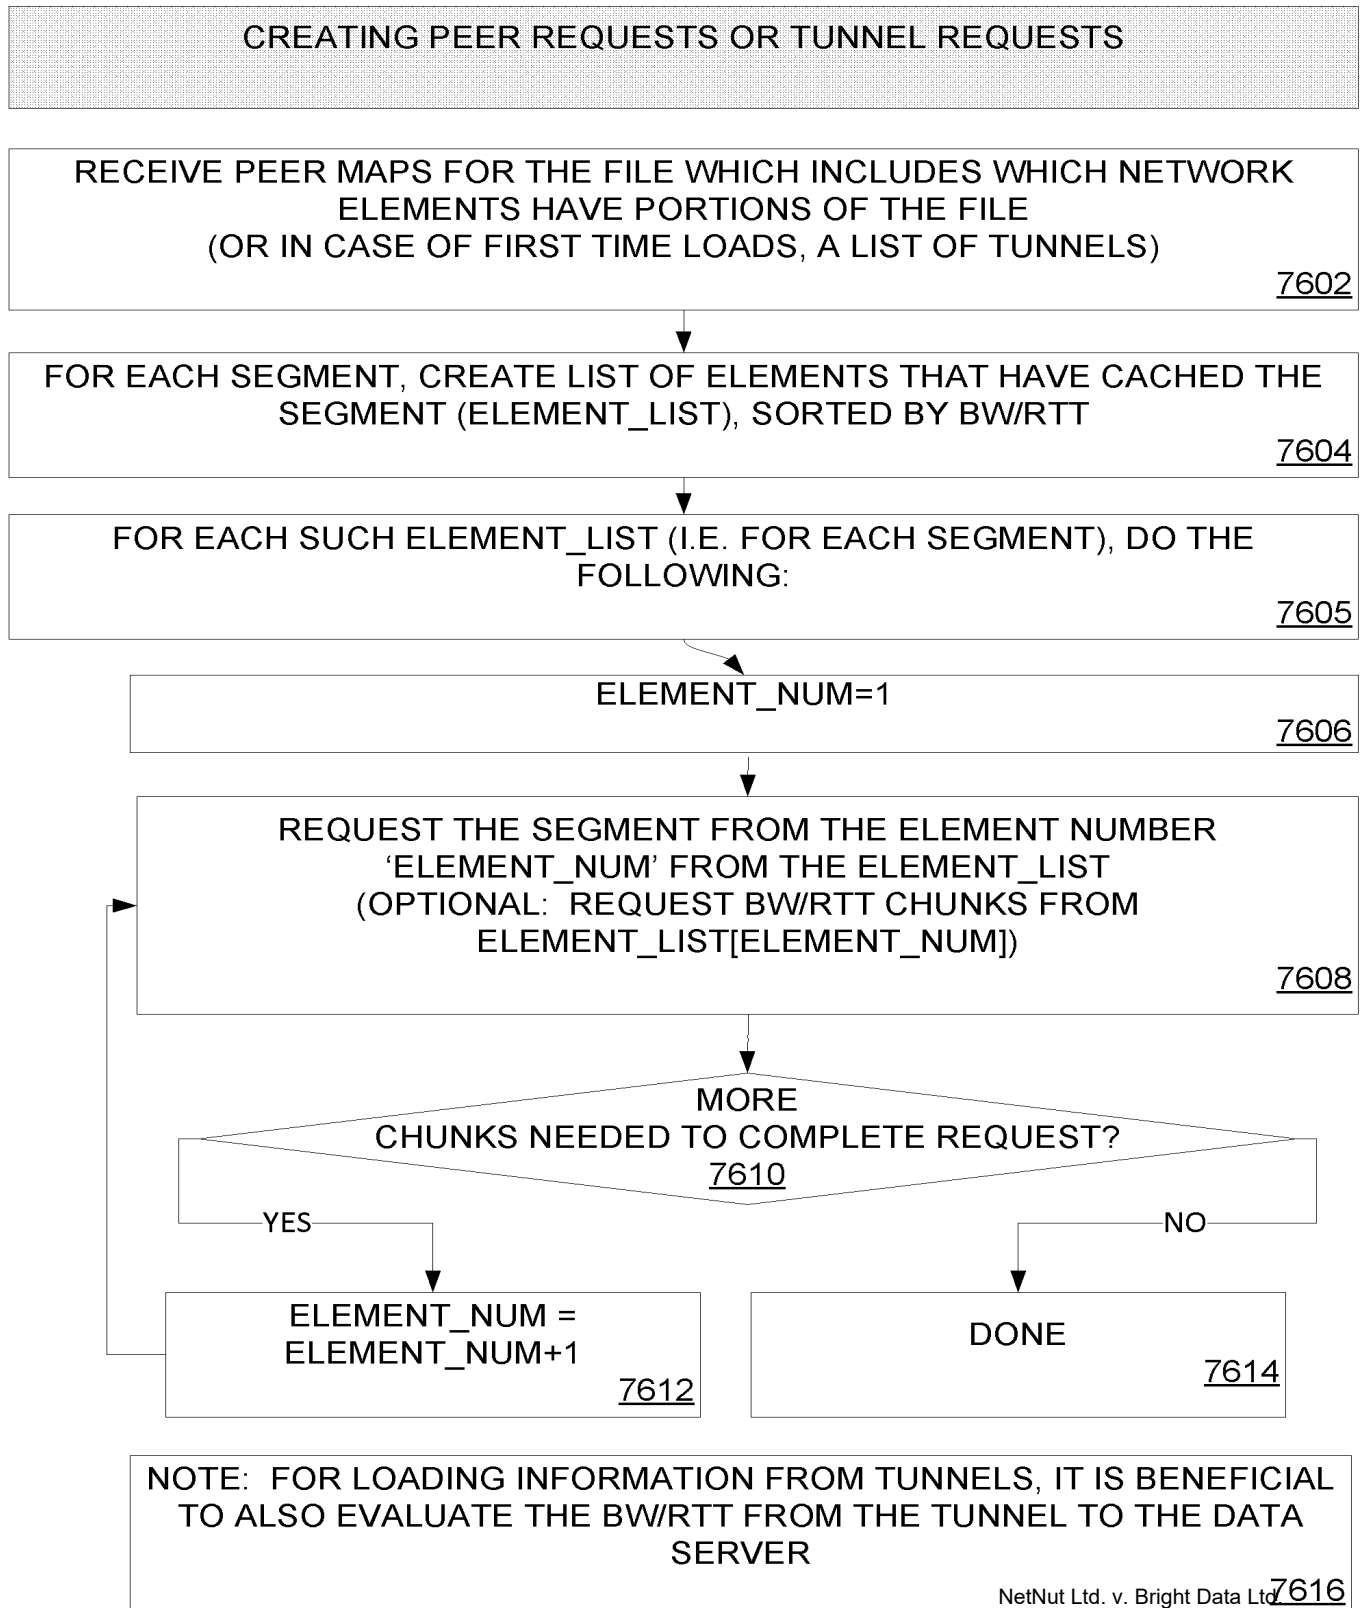 CREATING PEER REQUESTS OR TUNNEL REQUESTS
RECEIVE PEER MAPS FOR THE FILE WHICH INCLUDES WHICH NETWORK
ELEMENTS HAVE PORTIONS OF THE FILE
(OR IN CASE OF FIRST TIME LOADS, A LIST OF TUNNELS)
7602
FOR EACH SEGMENT, CREATE LIST OF ELEMENTS THAT HAVE CACHED THE
SEGMENT (ELEMENT_LIST), SORTED BY BW/RTT
7604
FOR EACH SUCH ELEMENT_LIST (I.E. FOR EACH SEGMENT), DO THE
FOLLOWING:
7605
ELEMENT_NUM=1
7606
REQUEST THE SEGMENT FROM THE ELEMENT NUMBER
‘ELEMENT_NUM’ FROM THE ELEMENT_LIST
(OPTIONAL: REQUEST BW/RTT CHUNKS FROM
ELEMENT_LIST[ELEMENT_NUM])
7608
MORE
CHUNKS NEEDED TO COMPLETE REQUEST?
7610
YES
NO
ELEMENT_NUM =
ELEMENT_NUM+1
7612
DONE
7614
NOTE: FOR LOADING INFORMATION FROM TUNNELS, IT IS BENEFICIAL
TO ALSO EVALUATE THE BW/RTT FROM THE TUNNEL TO THE DATA
SERVER
7616
NetNut Ltd. v. Bright Data Ltd.